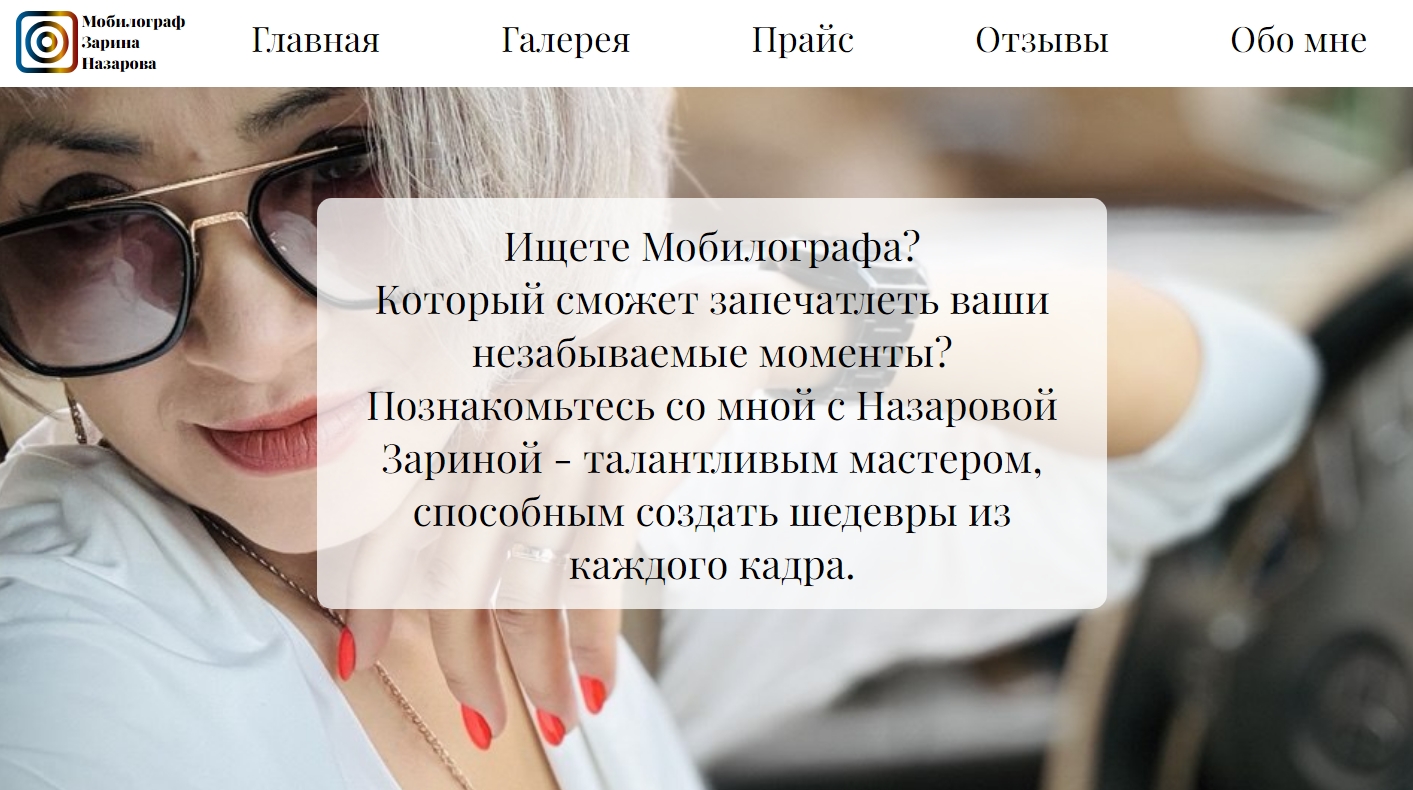 Мобилограф
Зарина
Назарова
Главная
Галерея
Прайс
Отзывы
Обо мне
Ищете Мобилографа?
Который сможет запечатлеть ваши
незабываемые моменты?
Познакомьтесь со мной с Назаровой
Зариной - талантливым мастером,
способным создать шедевры из
каждого кадра.